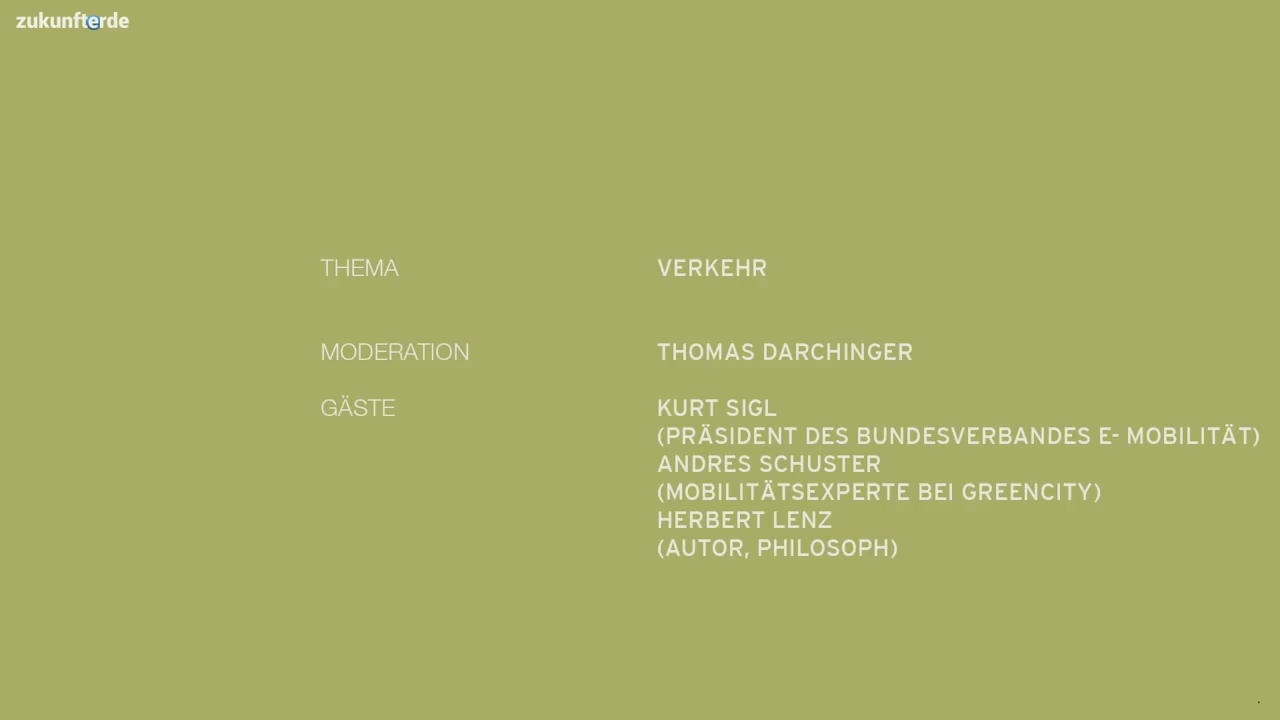 zukunfterde
THEMA VERKEHR
MODERATION THOMAS DARCHINGER
GÄSTE KURT SIGL
(PRÄSIDENT DES BUNDESVERBANDES E- MOBILITÄT)
ANDRES SCHUSTER
(MOBILITÄTSEXPERTE BEI GREENCITY)
HERBERT LENZ
(AUTOR, PHILOSOPH)